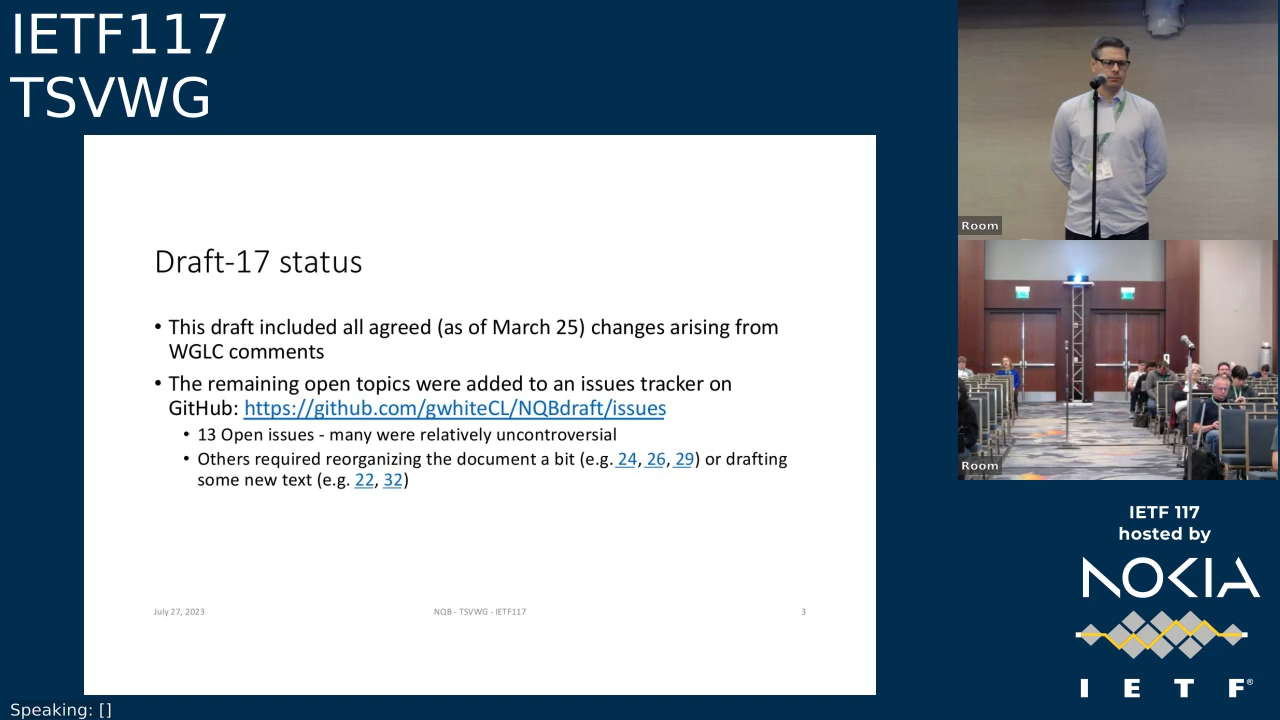 IETF117
TSVWG
Draft-17 status
• This draft included all agreed (as of March 25) changes arising from
WGLC comments
• The remaining open topics were added to an issues tracker on
GitHub: https://github.com/gwhiteCL/NQBdraft/issues
• 13 Open issues - many were relatively uncontroversial
• Others required reorganizing the document a bit (e.g. 24, 26, 29) or drafting
some new text (e.g. 22, 32)
July 27, 2023
NQB - TSVWG - IETF117
3
Room
Room
IETF 117
hosted by
NOKIA
I E T F®
Speaking: []